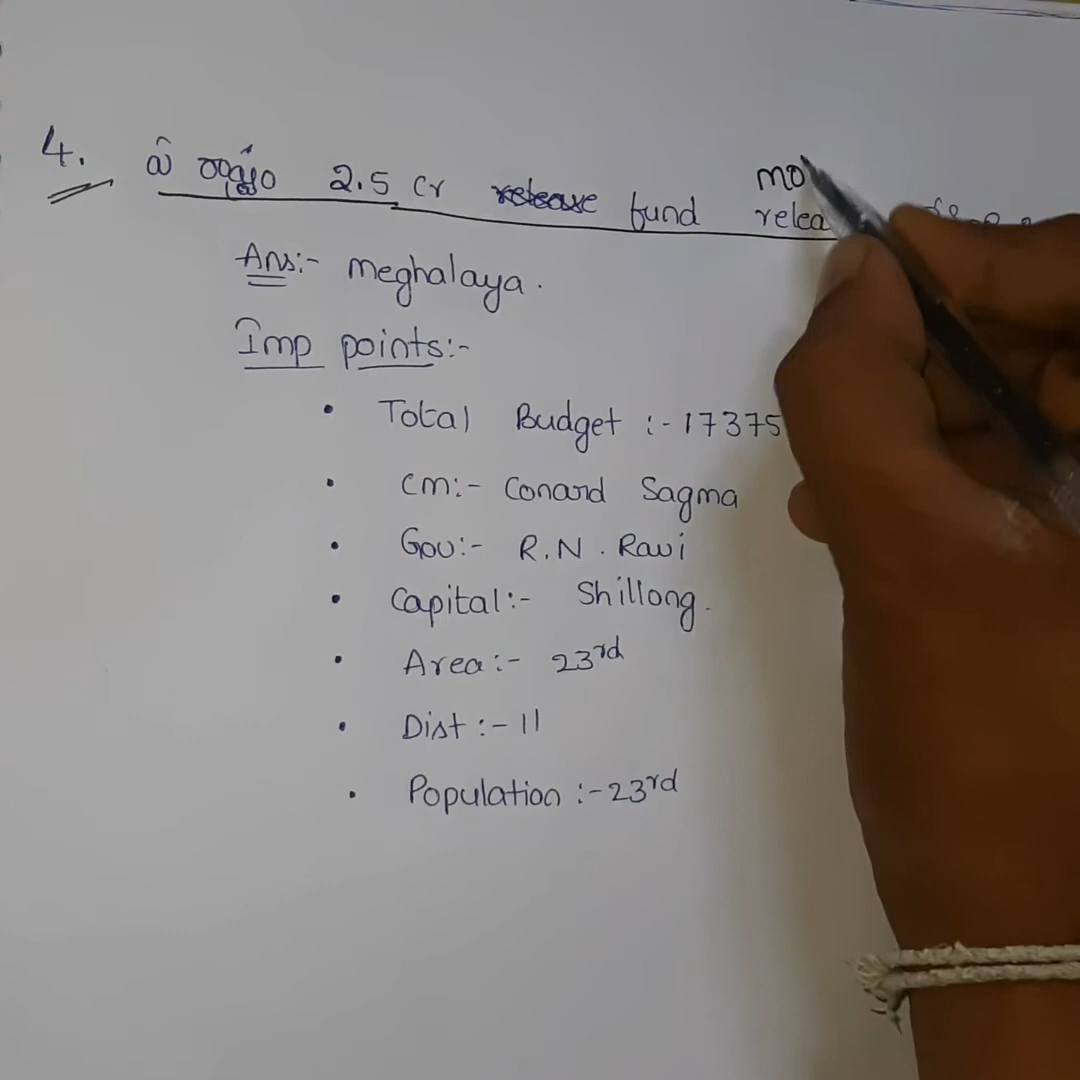 4. ఏ రాష్ట్రం 2.5 Cr fund relea
mo
Ans:- meghalaya.
Imp points:-
• Total Budget :- 17375
• cm:- Conard Sagma
• Gov:- R.N. Ravi
• Capital:- Shillong.
• Area:- 23rd
• Dist :- 11
• Population :- 23rd